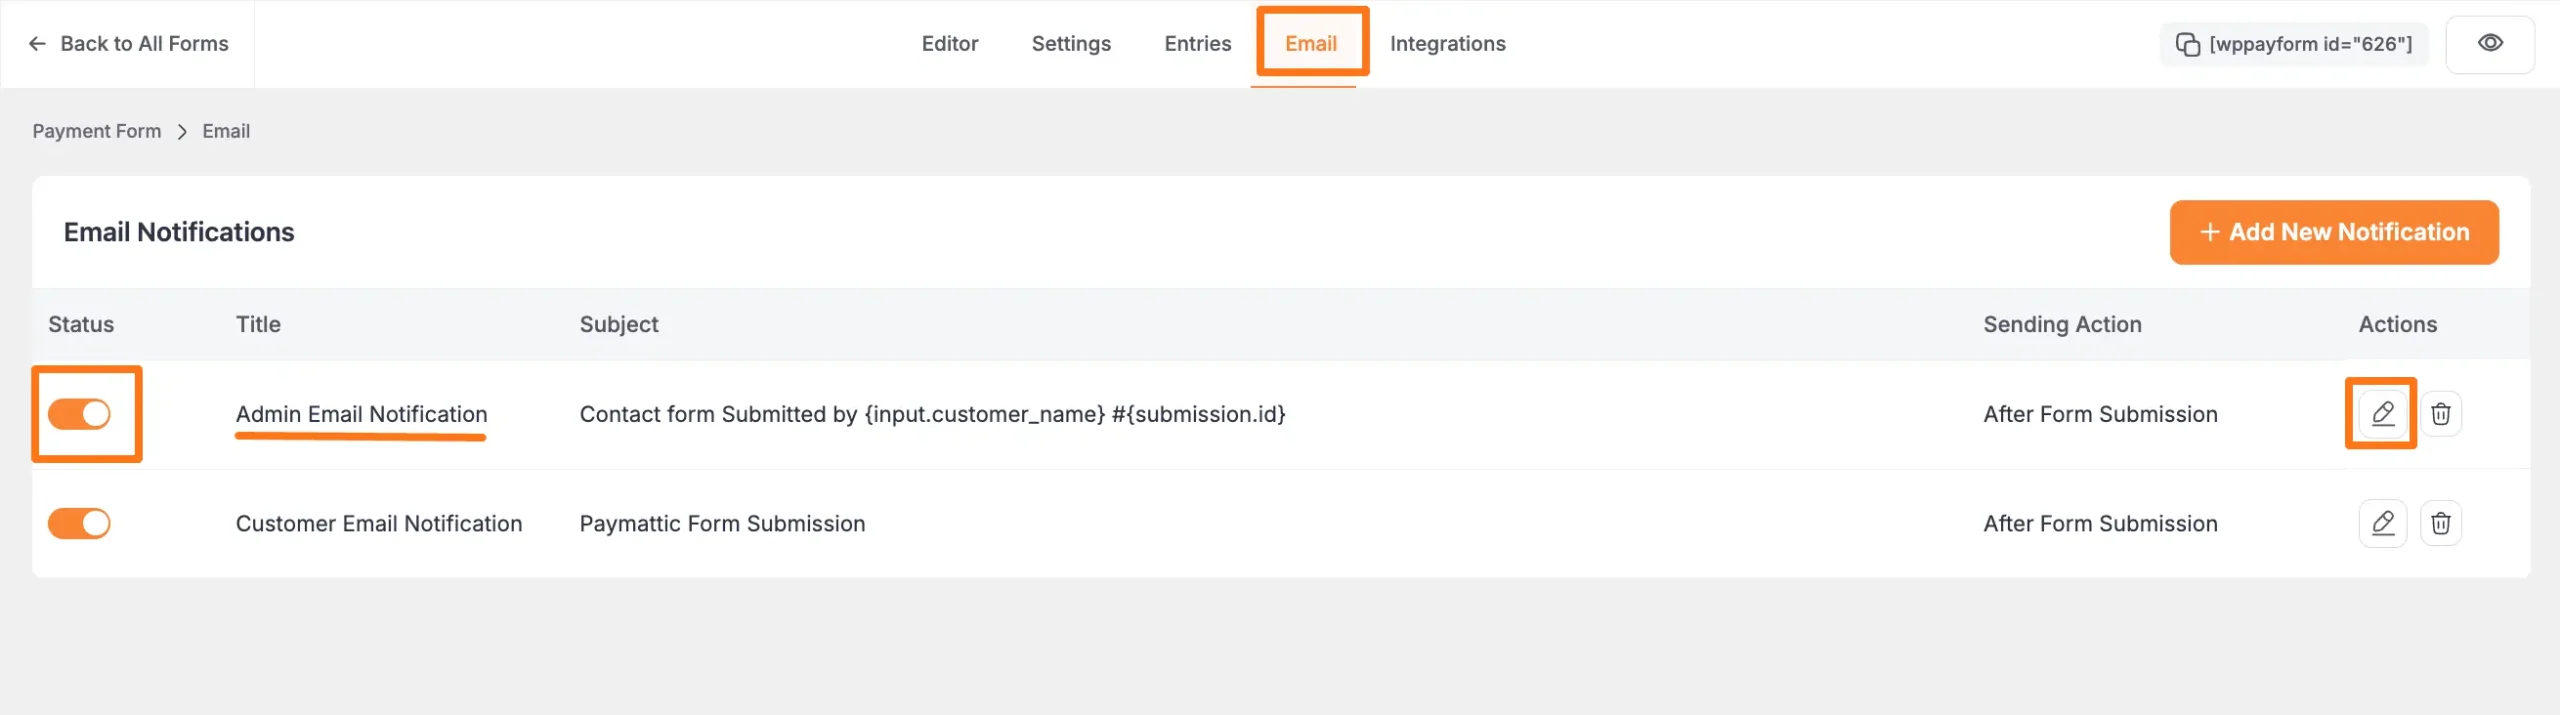 Back to All Forms
Editor Settings Entries Email Integrations
[wppayform id="626"]
Payment Form > Email
Email Notifications
+ Add New Notification
Status Title Subject Sending Action Actions
Admin Email Notification Contact form Submitted by {input.customer_name} #{submission.id} After Form Submission
Customer Email Notification Paymattic Form Submission After Form Submission